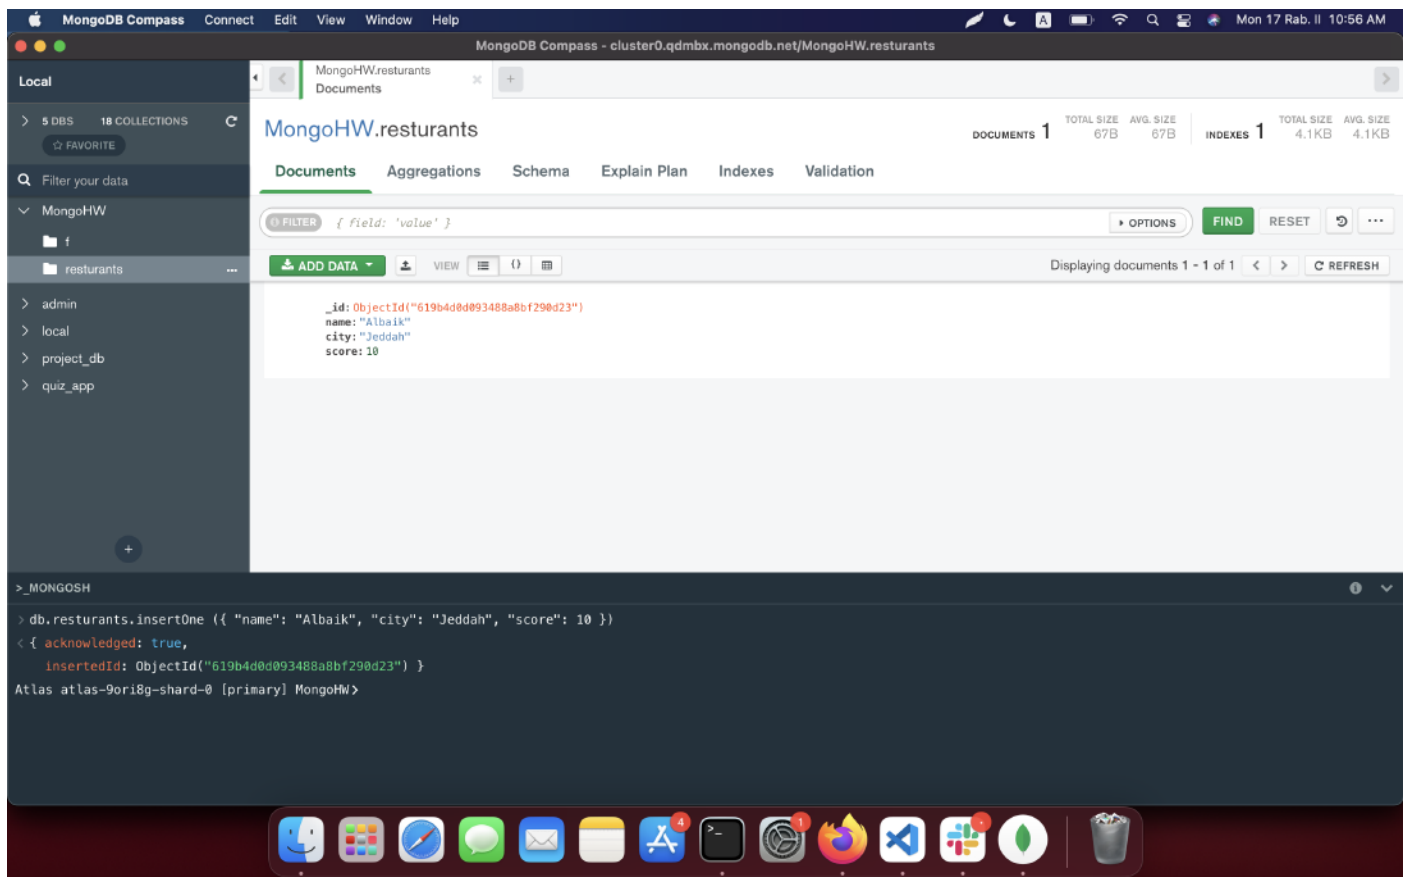 MongoDB Compass Connect Edit View Window Help A Mon 17 Rab. II 10:56 AM
MongoDB Compass - cluster0.qdmbx.mongodb.net/MongoHW.resturants
Local
MongoHW.resturants
Documents
5 DBS 18 COLLECTIONS
FAVORITE
Filter your data
MongoHW
f
resturants
admin
local
project_db
quiz_app
MongoHW.resturants
DOCUMENTS 1 TOTAL SIZE 67B AVG. SIZE 67B INDEXES 1 TOTAL SIZE 4.1KB AVG. SIZE 4.1KB
Documents Aggregations Schema Explain Plan Indexes Validation
FILTER { field: 'value' } OPTIONS FIND RESET ...
ADD DATA VIEW {} Displaying documents 1 - 1 of 1 < > REFRESH
_id: ObjectId("619b4d0d093488a8bf290d23")
name: "Albaik"
city: "Jeddah"
score: 10
>_MONGOSH
> db.resturants.insertOne ({ "name": "Albaik", "city": "Jeddah", "score": 10 })
< { acknowledged: true,
insertedId: ObjectId("619b4d0d093488a8bf290d23") }
Atlas atlas-9ori8g-shard-0 [primary] MongoHW>
4
>_
1